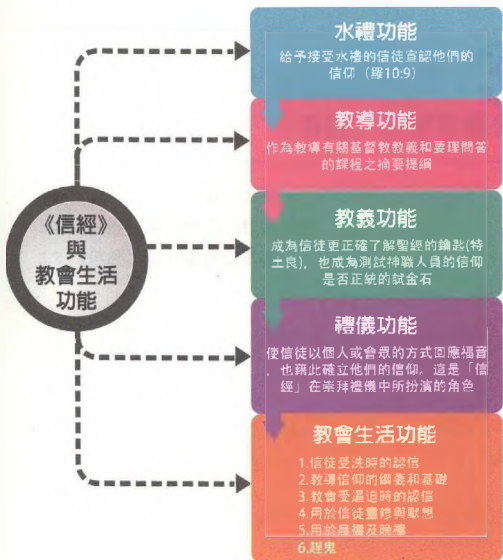 水禮功能
給予接受水禮的信徒宣認他們的
信仰（羅10:9）
教導功能
作為教導有關基督教教義和要理問答
的課程之摘要提綱
《信經》
與
教會生活
功能
教義功能
成為信徒更正確了解聖經的鑰匙(特
土良)，也成為測試神職人員的信仰
是否正統的試金石
禮儀功能
使信徒以個人或會眾的方式回應福音
，也藉此確立他們的信仰，這是「信
經」在崇拜禮儀中所扮演的角色
教會生活功能
1.信徒受洗時的認信
2.教導信仰的綱要和基礎
3.教會受逼迫時的認信
4.用於信徒靈修與默想
5.用於晨禱及晚禱
6.趕鬼